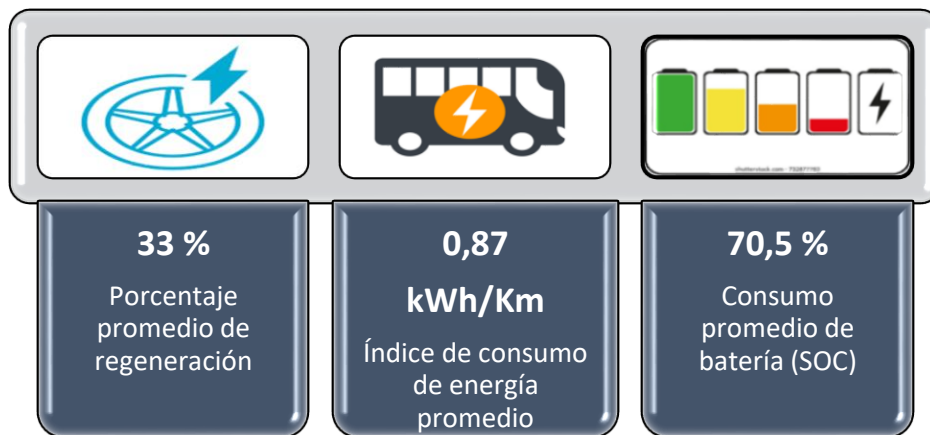 33 %
Porcentaje
promedio de
regeneración
0,87
kWh/Km
Índice de consumo
de energía
promedio
70,5 %
Consumo
promedio de
batería (SOC)